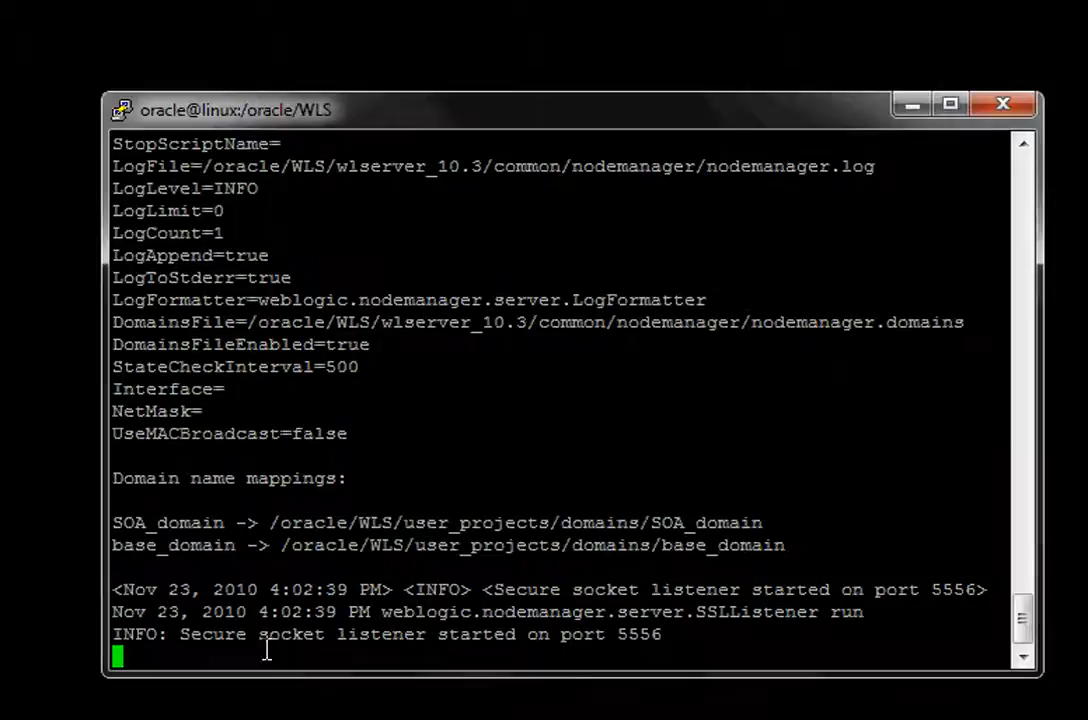 oracle@linux:/oracle/WLS
StopScriptName=
LogFile=/oracle/WLS/wlserver_10.3/common/nodemanager/nodemanager.log
LogLevel=INFO
LogLimit=0
LogCount=1
LogAppend=true
LogToStderr=true
LogFormatter=weblogic.nodemanager.server.LogFormatter
DomainsFile=/oracle/WLS/wlserver_10.3/common/nodemanager/nodemanager.domains
DomainsFileEnabled=true
StateCheckInterval=500
Interface=
NetMask=
UseMACBroadcast=false
Domain name mappings:
SOA_domain -> /oracle/WLS/user_projects/domains/SOA_domain
base_domain -> /oracle/WLS/user_projects/domains/base_domain
<Nov 23, 2010 4:02:39 PM> <INFO> <Secure socket listener started on port 5556>
Nov 23, 2010 4:02:39 PM weblogic.nodemanager.server.SSLListener run
INFO: Secure socket listener started on port 5556